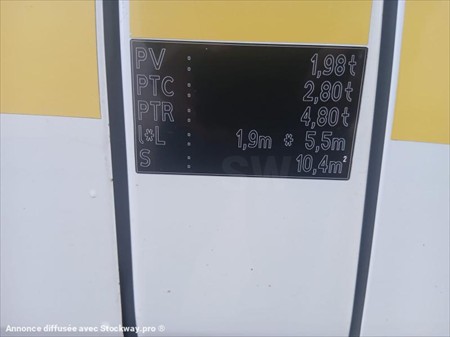 PV : 1,98t
PTC : 2,80t
PTR : 4,80t
l*L : 1,9m * 5,5m
S : 10,4m²
SW
Annonce diffusée avec Stockway.pro ®